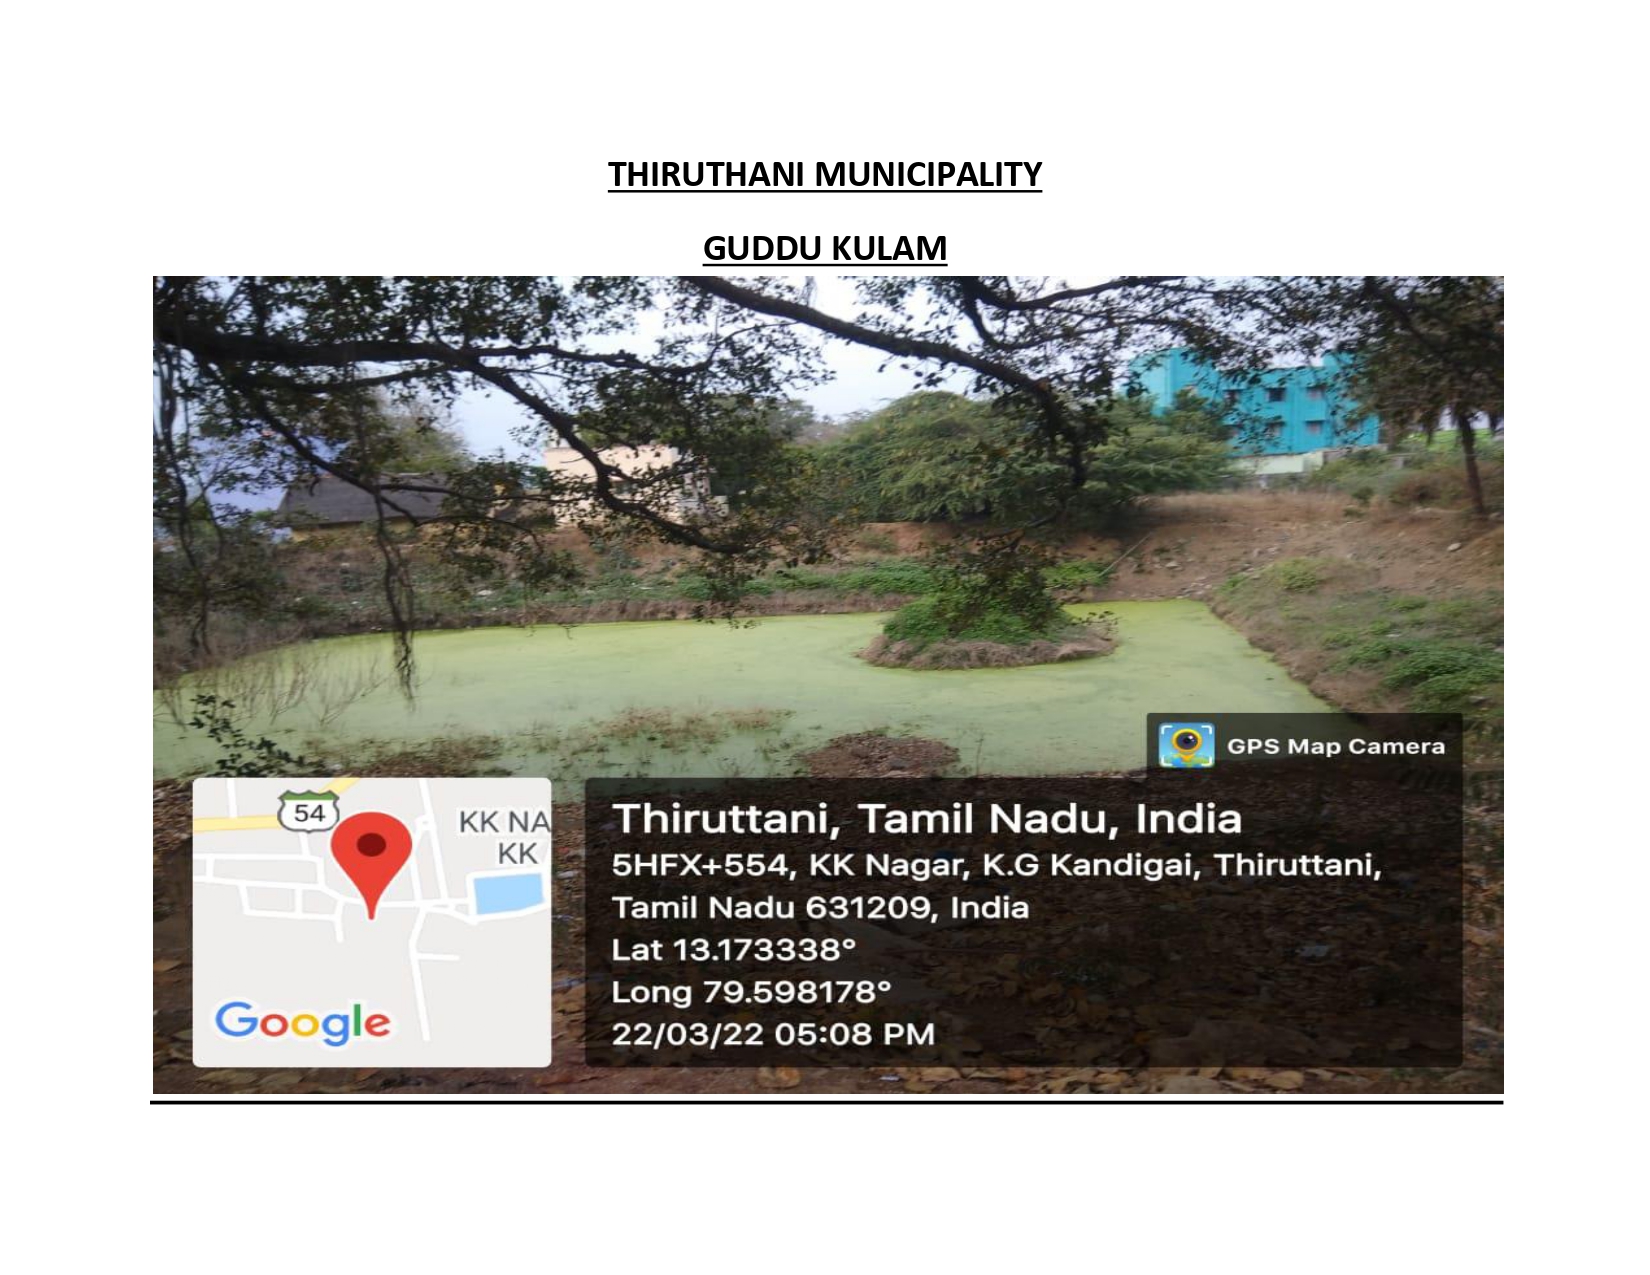 THIRUTHANI MUNICIPALITY
GUDDU KULAM
GPS Map Camera
54
KK NA
KK
Google
Thiruttani, Tamil Nadu, India
5HFX+554, KK Nagar, K.G Kandigai, Thiruttani,
Tamil Nadu 631209, India
Lat 13.173338°
Long 79.598178°
22/03/22 05:08 PM